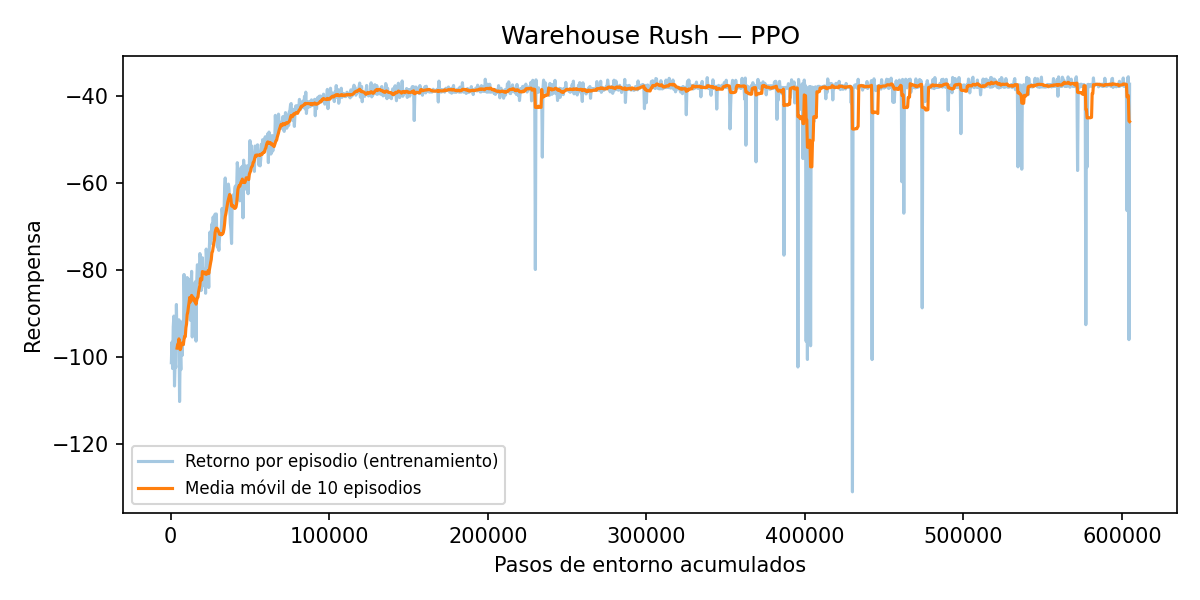 Warehouse Rush — PPO
Recompensa
−40
−60
−80
−100
−120
Retorno por episodio (entrenamiento)
Media móvil de 10 episodios
0
100000
200000
300000
400000
500000
600000
Pasos de entorno acumulados